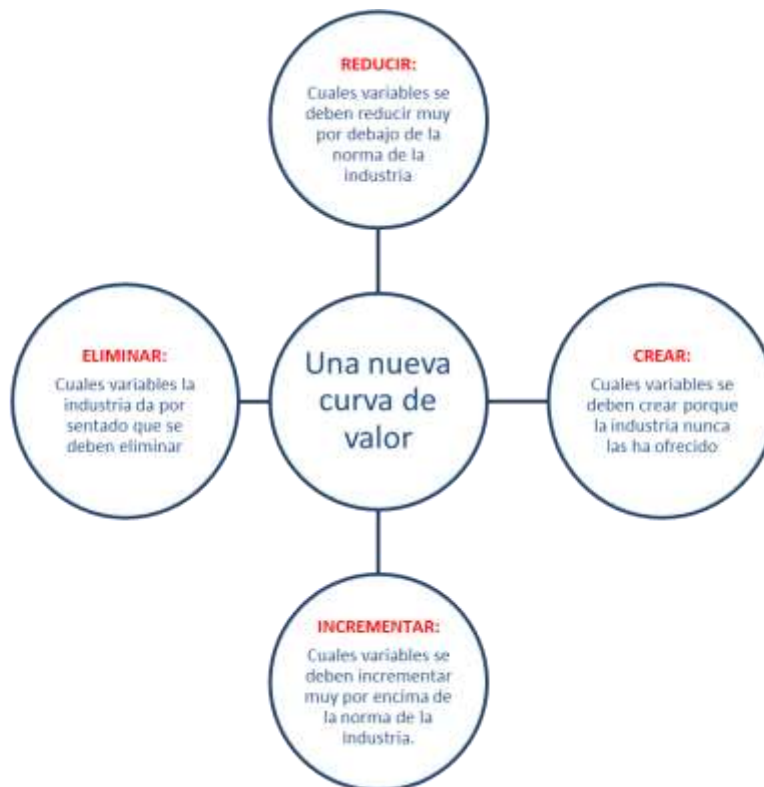 REDUCIR:
Cuales variables se
deben reducir muy
por debajo de la
norma de la
industria
ELIMINAR:
Cuales variables la
industria da por
sentado que se
deben eliminar
Una nueva
curva de
valor
CREAR:
Cuales variables se
deben crear porque
la industria nunca
las ha ofrecido
INCREMENTAR:
Cuales variables se
deben incrementar
muy por encima de
la norma de la
Industria.